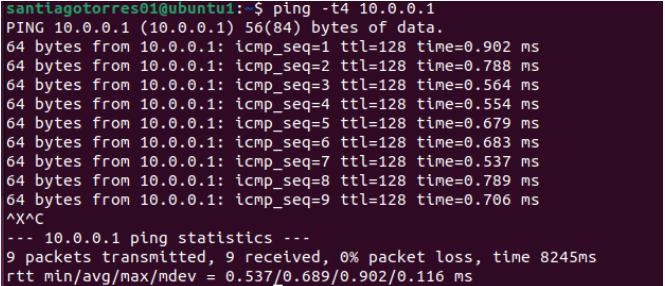 santiagotorres01@ubuntu1:~$ ping -t4 10.0.0.1
PING 10.0.0.1 (10.0.0.1) 56(84) bytes of data.
64 bytes from 10.0.0.1: icmp_seq=1 ttl=128 time=0.902 ms
64 bytes from 10.0.0.1: icmp_seq=2 ttl=128 time=0.788 ms
64 bytes from 10.0.0.1: icmp_seq=3 ttl=128 time=0.564 ms
64 bytes from 10.0.0.1: icmp_seq=4 ttl=128 time=0.554 ms
64 bytes from 10.0.0.1: icmp_seq=5 ttl=128 time=0.679 ms
64 bytes from 10.0.0.1: icmp_seq=6 ttl=128 time=0.683 ms
64 bytes from 10.0.0.1: icmp_seq=7 ttl=128 time=0.537 ms
64 bytes from 10.0.0.1: icmp_seq=8 ttl=128 time=0.789 ms
64 bytes from 10.0.0.1: icmp_seq=9 ttl=128 time=0.706 ms
^X^C
--- 10.0.0.1 ping statistics ---
9 packets transmitted, 9 received, 0% packet loss, time 8245ms
rtt min/avg/max/mdev = 0.537/0.689/0.902/0.116 ms